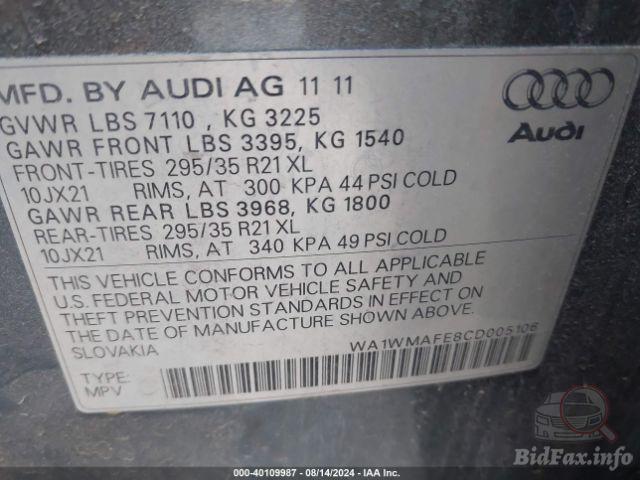 MFD. BY AUDI AG 11 11
GVWR LBS 7110 , KG 3225
GAWR FRONT LBS 3395, KG 1540
FRONT-TIRES 295/35 R21 XL
10JX21 RIMS, AT 300 KPA 44 PSI COLD
GAWR REAR LBS 3968, KG 1800
REAR-TIRES 295/35 R21 XL
10JX21 RIMS, AT 340 KPA 49 PSI COLD
THIS VEHICLE CONFORMS TO ALL APPLICABLE
U.S. FEDERAL MOTOR VEHICLE SAFETY AND
THEFT PREVENTION STANDARDS IN EFFECT ON
THE DATE OF MANUFACTURE SHOWN ABOVE.
SLOVAKIA
WA1WMAFE8CD005106
TYPE:
MPV
Audi
BidFax.info
000-40109987 - 08/14/2024 - IAA Inc.